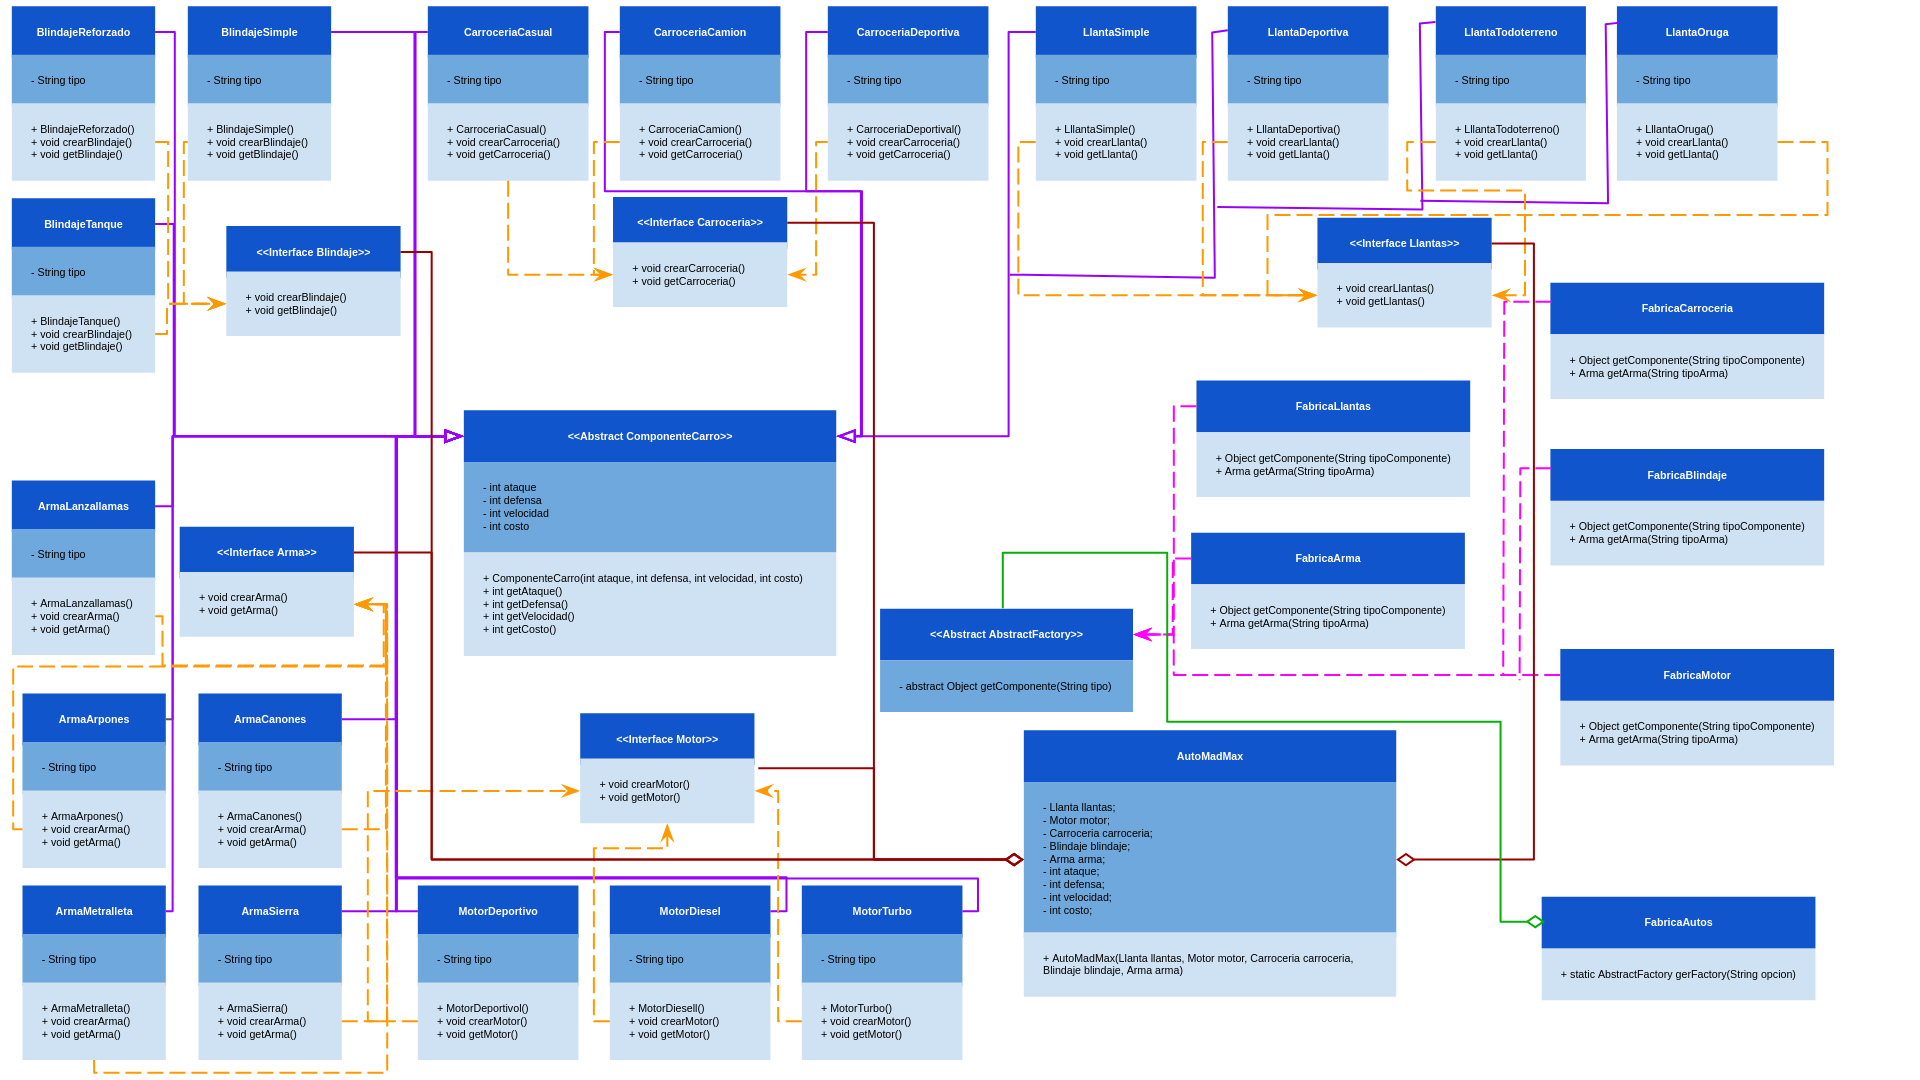 BlindajeReforzado
- String tipo
+ BlindajeReforzado()
+ void crearBlindaje()
+ void getBlindaje()
BlindajeSimple
- String tipo
+ BlindajeSimple()
+ void crearBlindaje()
+ void getBlindaje()
CarroceriaCasual
- String tipo
+ CarroceriaCasual()
+ void crearCarroceria()
+ void getCarroceria()
CarroceriaCamion
- String tipo
+ CarroceriaCamion()
+ void crearCarroceria()
+ void getCarroceria()
CarroceriaDeportiva
- String tipo
+ CarroceriaDeportival()
+ void crearCarroceria()
+ void getCarroceria()
LlantaSimple
- String tipo
+ LllantaSimple()
+ void crearLlanta()
+ void getLlanta()
LlantaDeportiva
- String tipo
+ LllantaDeportiva()
+ void crearLlanta()
+ void getLlanta()
LlantaTodoterreno
- String tipo
+ LllantaTodoterreno()
+ void crearLlanta()
+ void getLlanta()
LlantaOruga
- String tipo
+ LllantaOruga()
+ void crearLlanta()
+ void getLlanta()
BlindajeTanque
- String tipo
+ BlindajeTanque()
+ void crearBlindaje()
+ void getBlindaje()
<<Interface Blindaje>>
+ void crearBlindaje()
+ void getBlindaje()
<<Interface Carroceria>>
+ void crearCarroceria()
+ void getCarroceria()
<<Interface Llantas>>
+ void crearLlantas()
+ void getLlantas()
FabricaCarroceria
+ Object getComponente(String tipoComponente)
+ Arma getArma(String tipoArma)
FabricaLlantas
+ Object getComponente(String tipoComponente)
+ Arma getArma(String tipoArma)
<<Abstract ComponenteCarro>>
- int ataque
- int defensa
- int velocidad
- int costo
+ ComponenteCarro(int ataque, int defensa, int velocidad, int costo)
+ int getAtaque()
+ int getDefensa()
+ int getVelocidad()
+ int getCosto()
FabricaBlindaje
+ Object getComponente(String tipoComponente)
+ Arma getArma(String tipoArma)
ArmaLanzallamas
- String tipo
+ ArmaLanzallamas()
+ void crearArma()
+ void getArma()
<<Interface Arma>>
+ void crearArma()
+ void getArma()
FabricaArma
+ Object getComponente(String tipoComponente)
+ Arma getArma(String tipoArma)
<<Abstract AbstractFactory>>
- abstract Object getComponente(String tipo)
FabricaMotor
+ Object getComponente(String tipoComponente)
+ Arma getArma(String tipoArma)
ArmaArpones
- String tipo
+ ArmaArpones()
+ void crearArma()
+ void getArma()
ArmaCanones
- String tipo
+ ArmaCanones()
+ void crearArma()
+ void getArma()
<<Interface Motor>>
+ void crearMotor()
+ void getMotor()
AutoMadMax
- Llanta llantas;
- Motor motor;
- Carroceria carroceria;
- Blindaje blindaje;
- Arma arma;
- int ataque;
- int defensa;
- int velocidad;
- int costo;
+ AutoMadMax(Llanta llantas, Motor motor, Carroceria carroceria,
Blindaje blindaje, Arma arma)
ArmaMetralleta
- String tipo
+ ArmaMetralleta()
+ void crearArma()
+ void getArma()
ArmaSierra
- String tipo
+ ArmaSierra()
+ void crearArma()
+ void getArma()
MotorDeportivo
- String tipo
+ MotorDeportivol()
+ void crearMotor()
+ void getMotor()
MotorDiesel
- String tipo
+ MotorDiesell()
+ void crearMotor()
+ void getMotor()
MotorTurbo
- String tipo
+ MotorTurbo()
+ void crearMotor()
+ void getMotor()
FabricaAutos
+ static AbstractFactory gerFactory(String opcion)